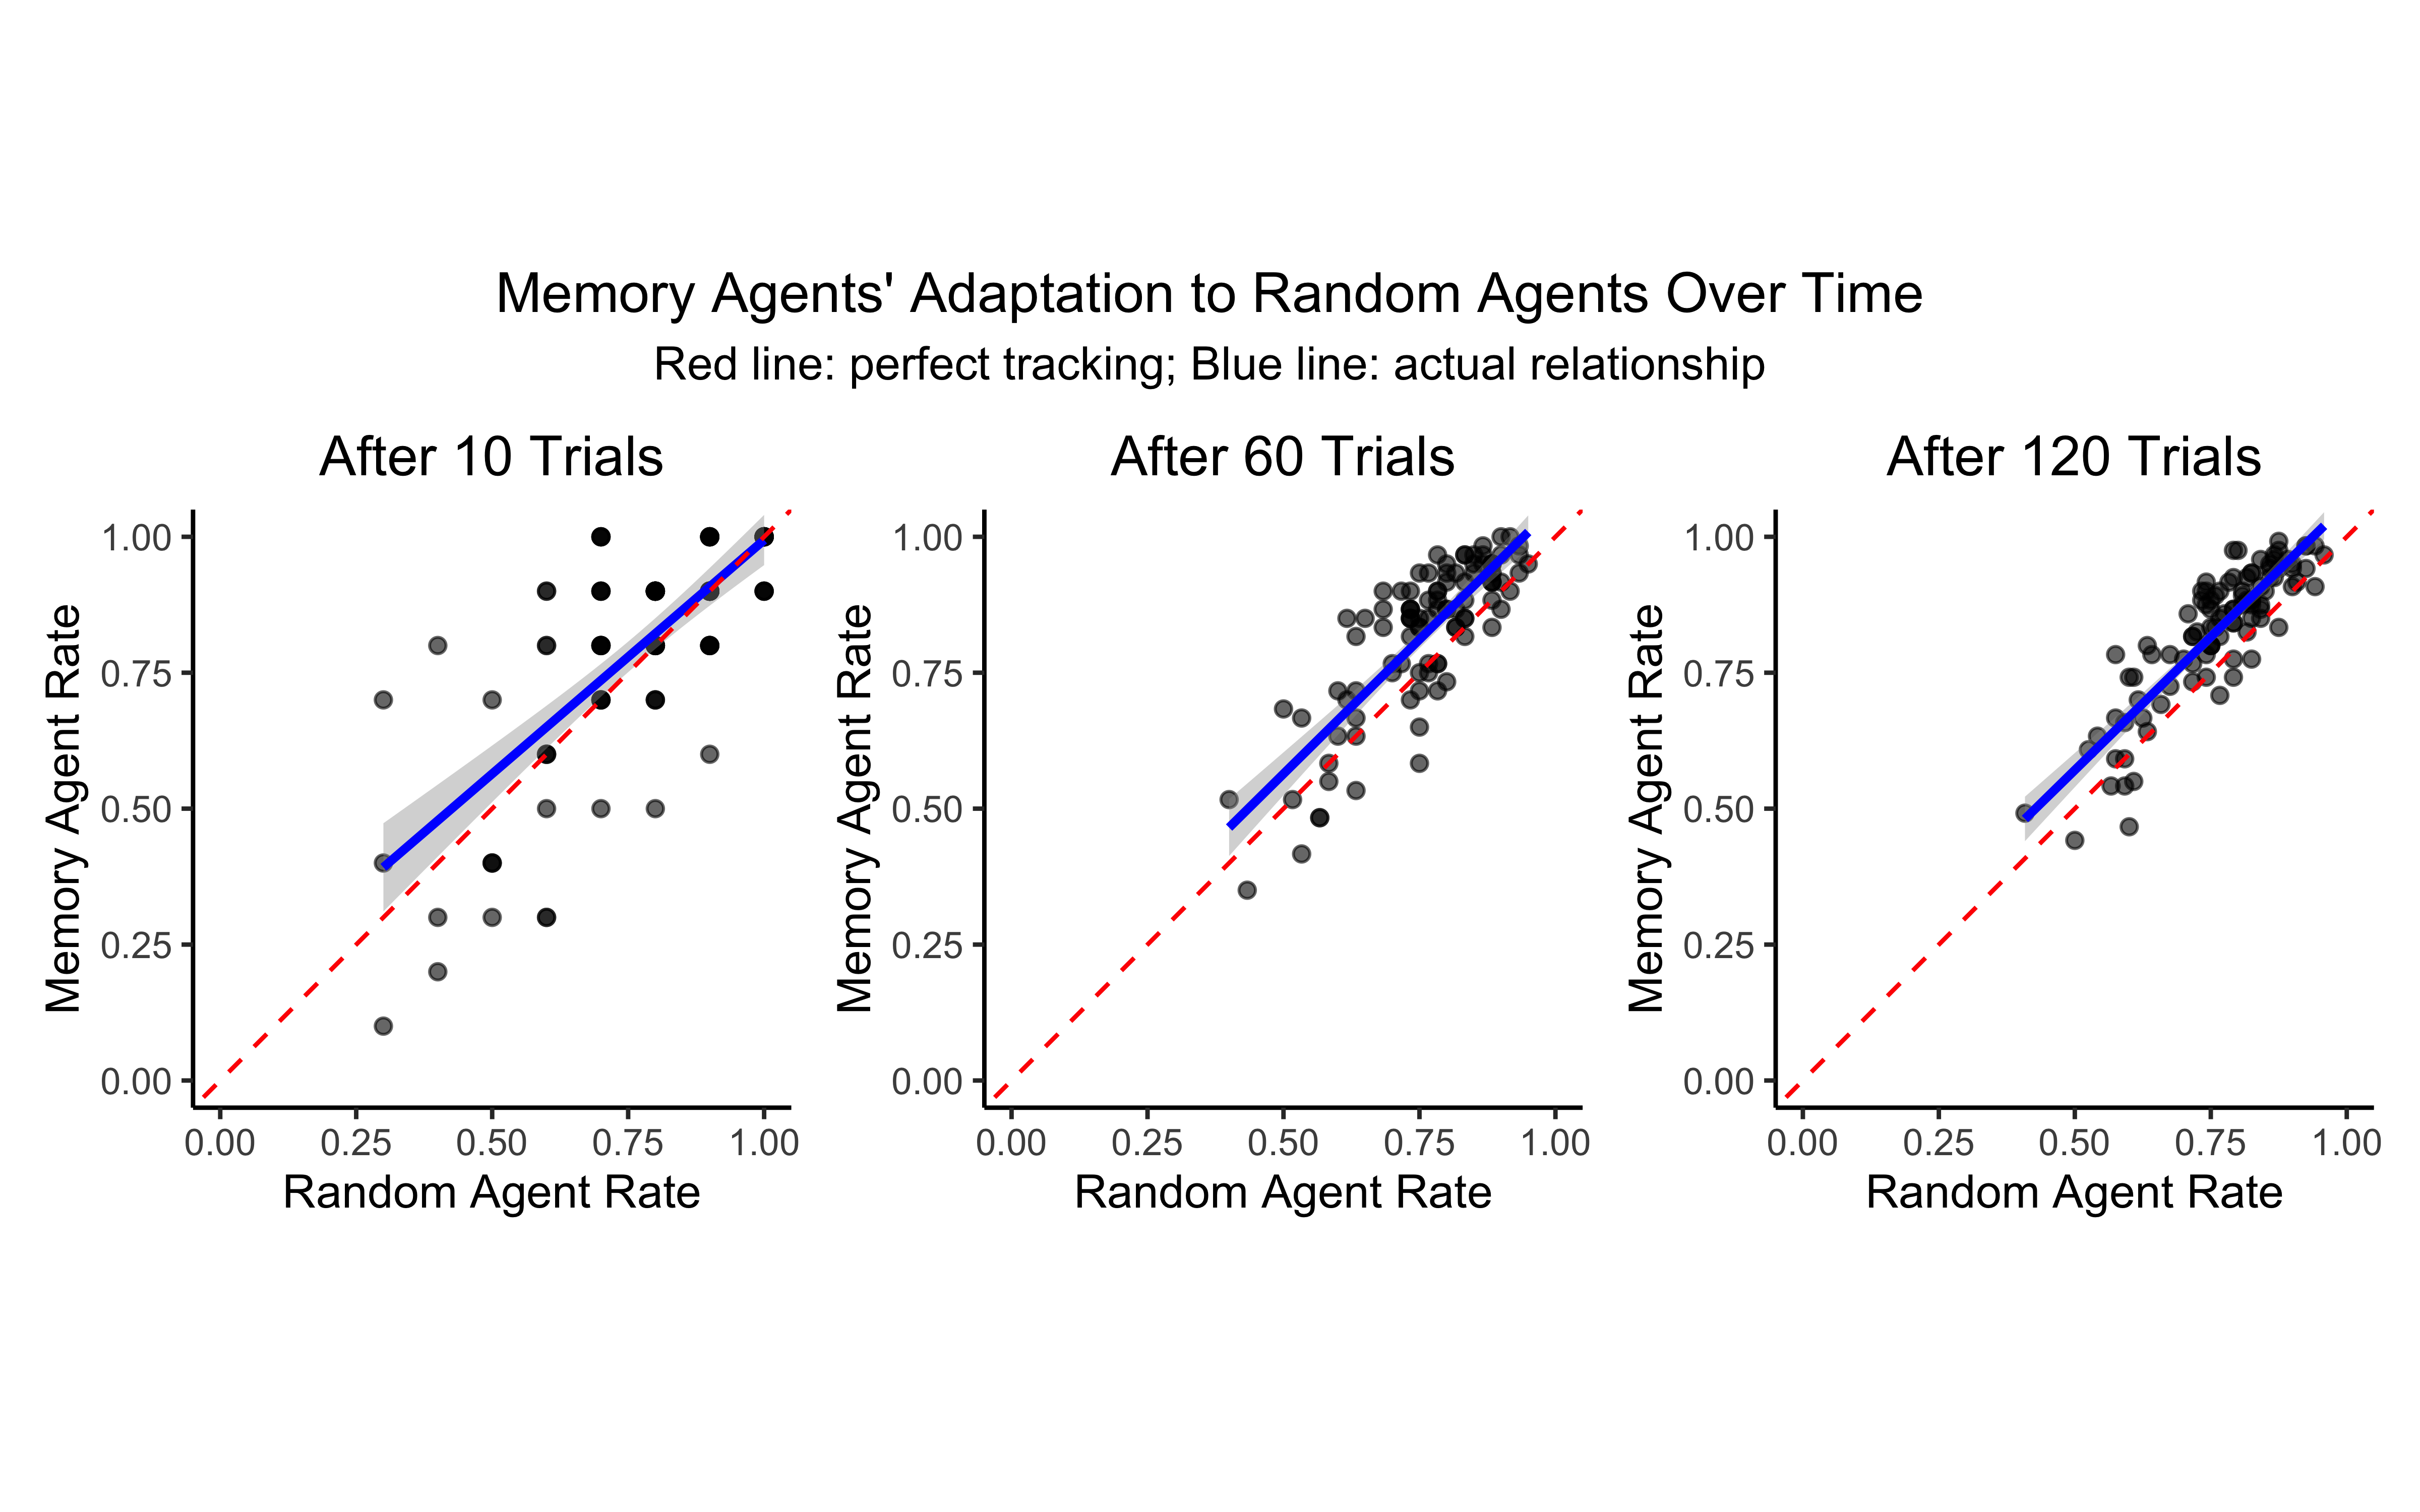 Memory Agents' Adaptation to Random Agents Over Time
Red line: perfect tracking; Blue line: actual relationship
After 10 Trials
1.00
0.75
0.50
0.25
0.00
Memory Agent Rate
0.00 0.25 0.50 0.75 1.00
Random Agent Rate
After 60 Trials
1.00
0.75
0.50
0.25
0.00
Memory Agent Rate
0.00 0.25 0.50 0.75 1.00
Random Agent Rate
After 120 Trials
1.00
0.75
0.50
0.25
0.00
Memory Agent Rate
0.00 0.25 0.50 0.75 1.00
Random Agent Rate